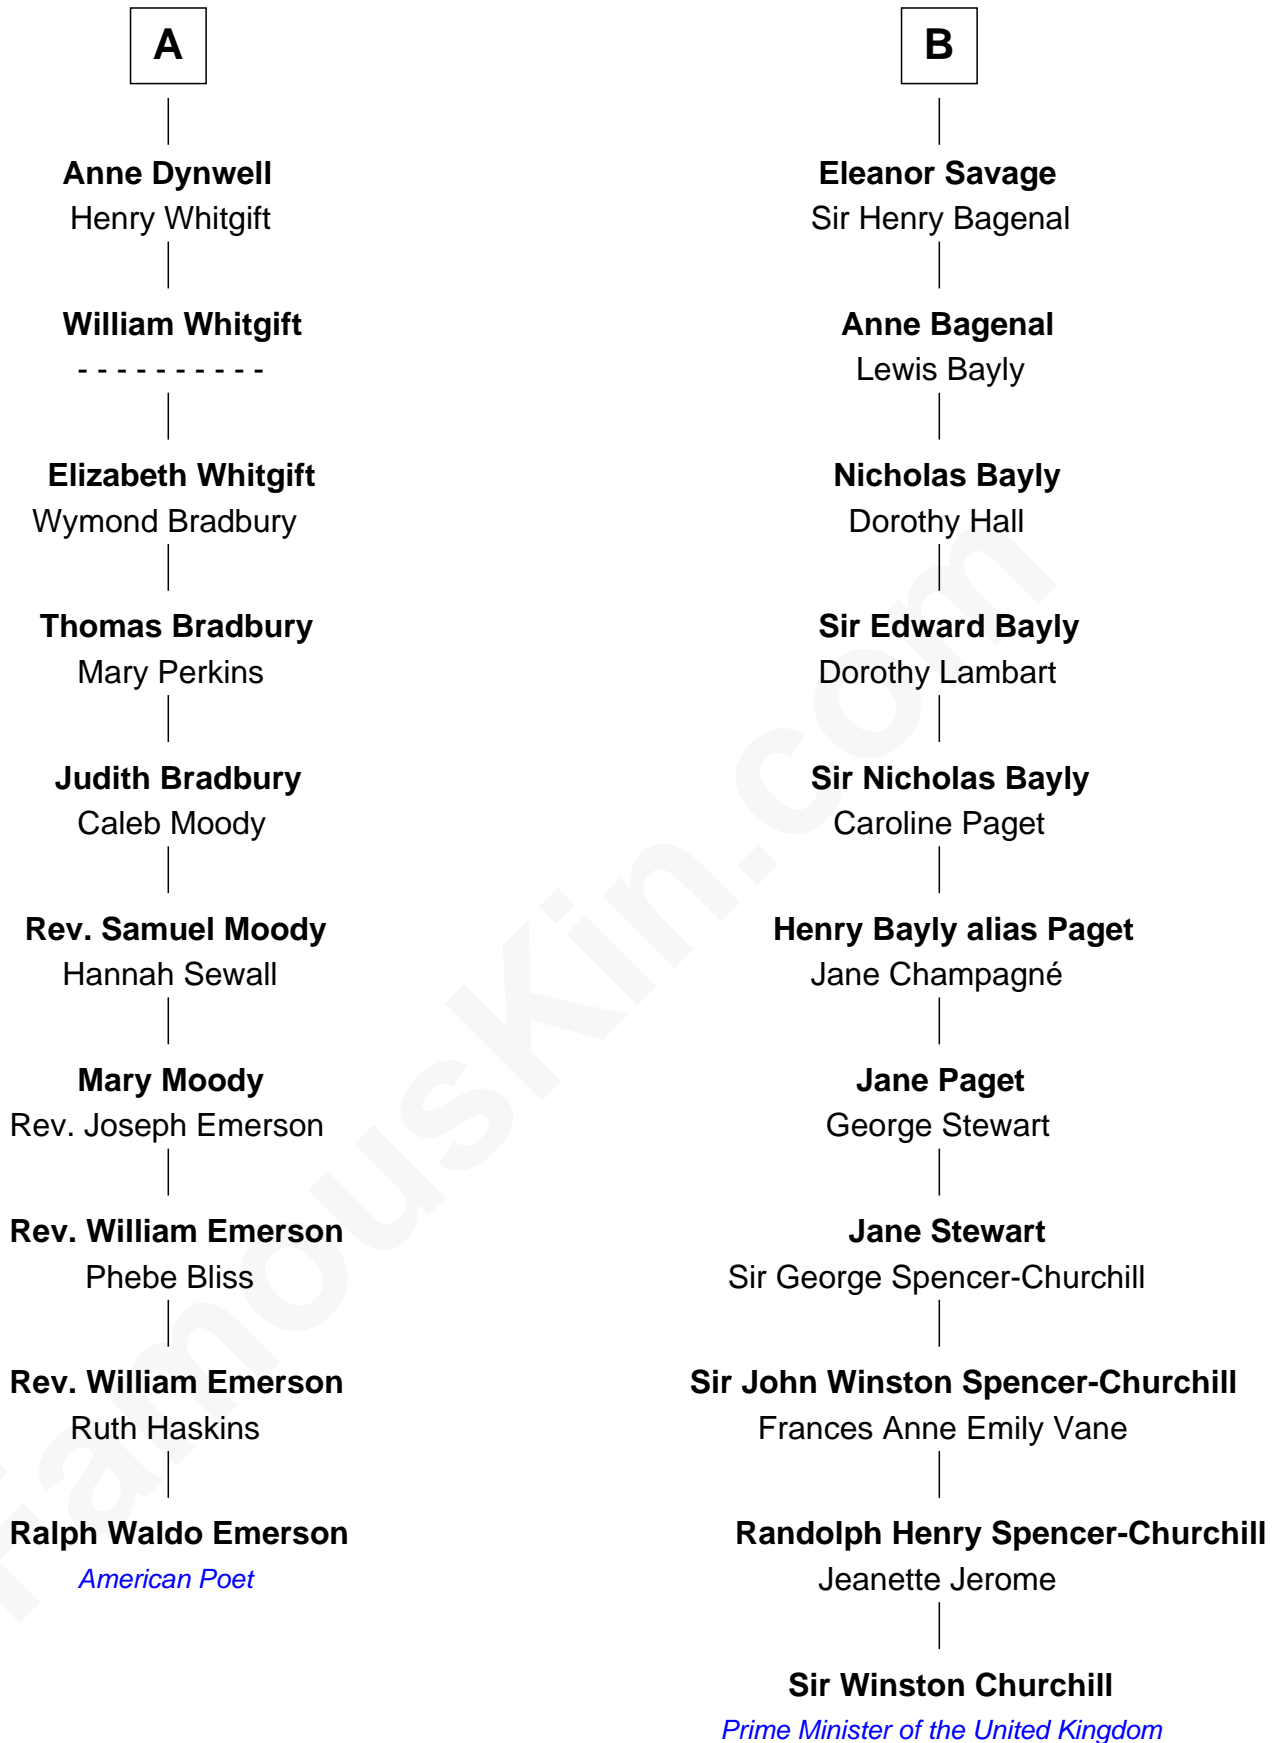 A
Anne Dynwell
Henry Whitgift
William Whitgift
- - - - - - - - - -
Elizabeth Whitgift
Wymond Bradbury
Thomas Bradbury
Mary Perkins
Judith Bradbury
Caleb Moody
Rev. Samuel Moody
Hannah Sewall
Mary Moody
Rev. Joseph Emerson
Rev. William Emerson
Phebe Bliss
Rev. William Emerson
Ruth Haskins
Ralph Waldo Emerson
American Poet
B
Eleanor Savage
Sir Henry Bagenal
Anne Bagenal
Lewis Bayly
Nicholas Bayly
Dorothy Hall
Sir Edward Bayly
Dorothy Lambart
Sir Nicholas Bayly
Caroline Paget
Henry Bayly alias Paget
Jane Champagné
Jane Paget
George Stewart
Jane Stewart
Sir George Spencer-Churchill
Sir John Winston Spencer-Churchill
Frances Anne Emily Vane
Randolph Henry Spencer-Churchill
Jeanette Jerome
Sir Winston Churchill
Prime Minister of the United Kingdom
FamousKin.com